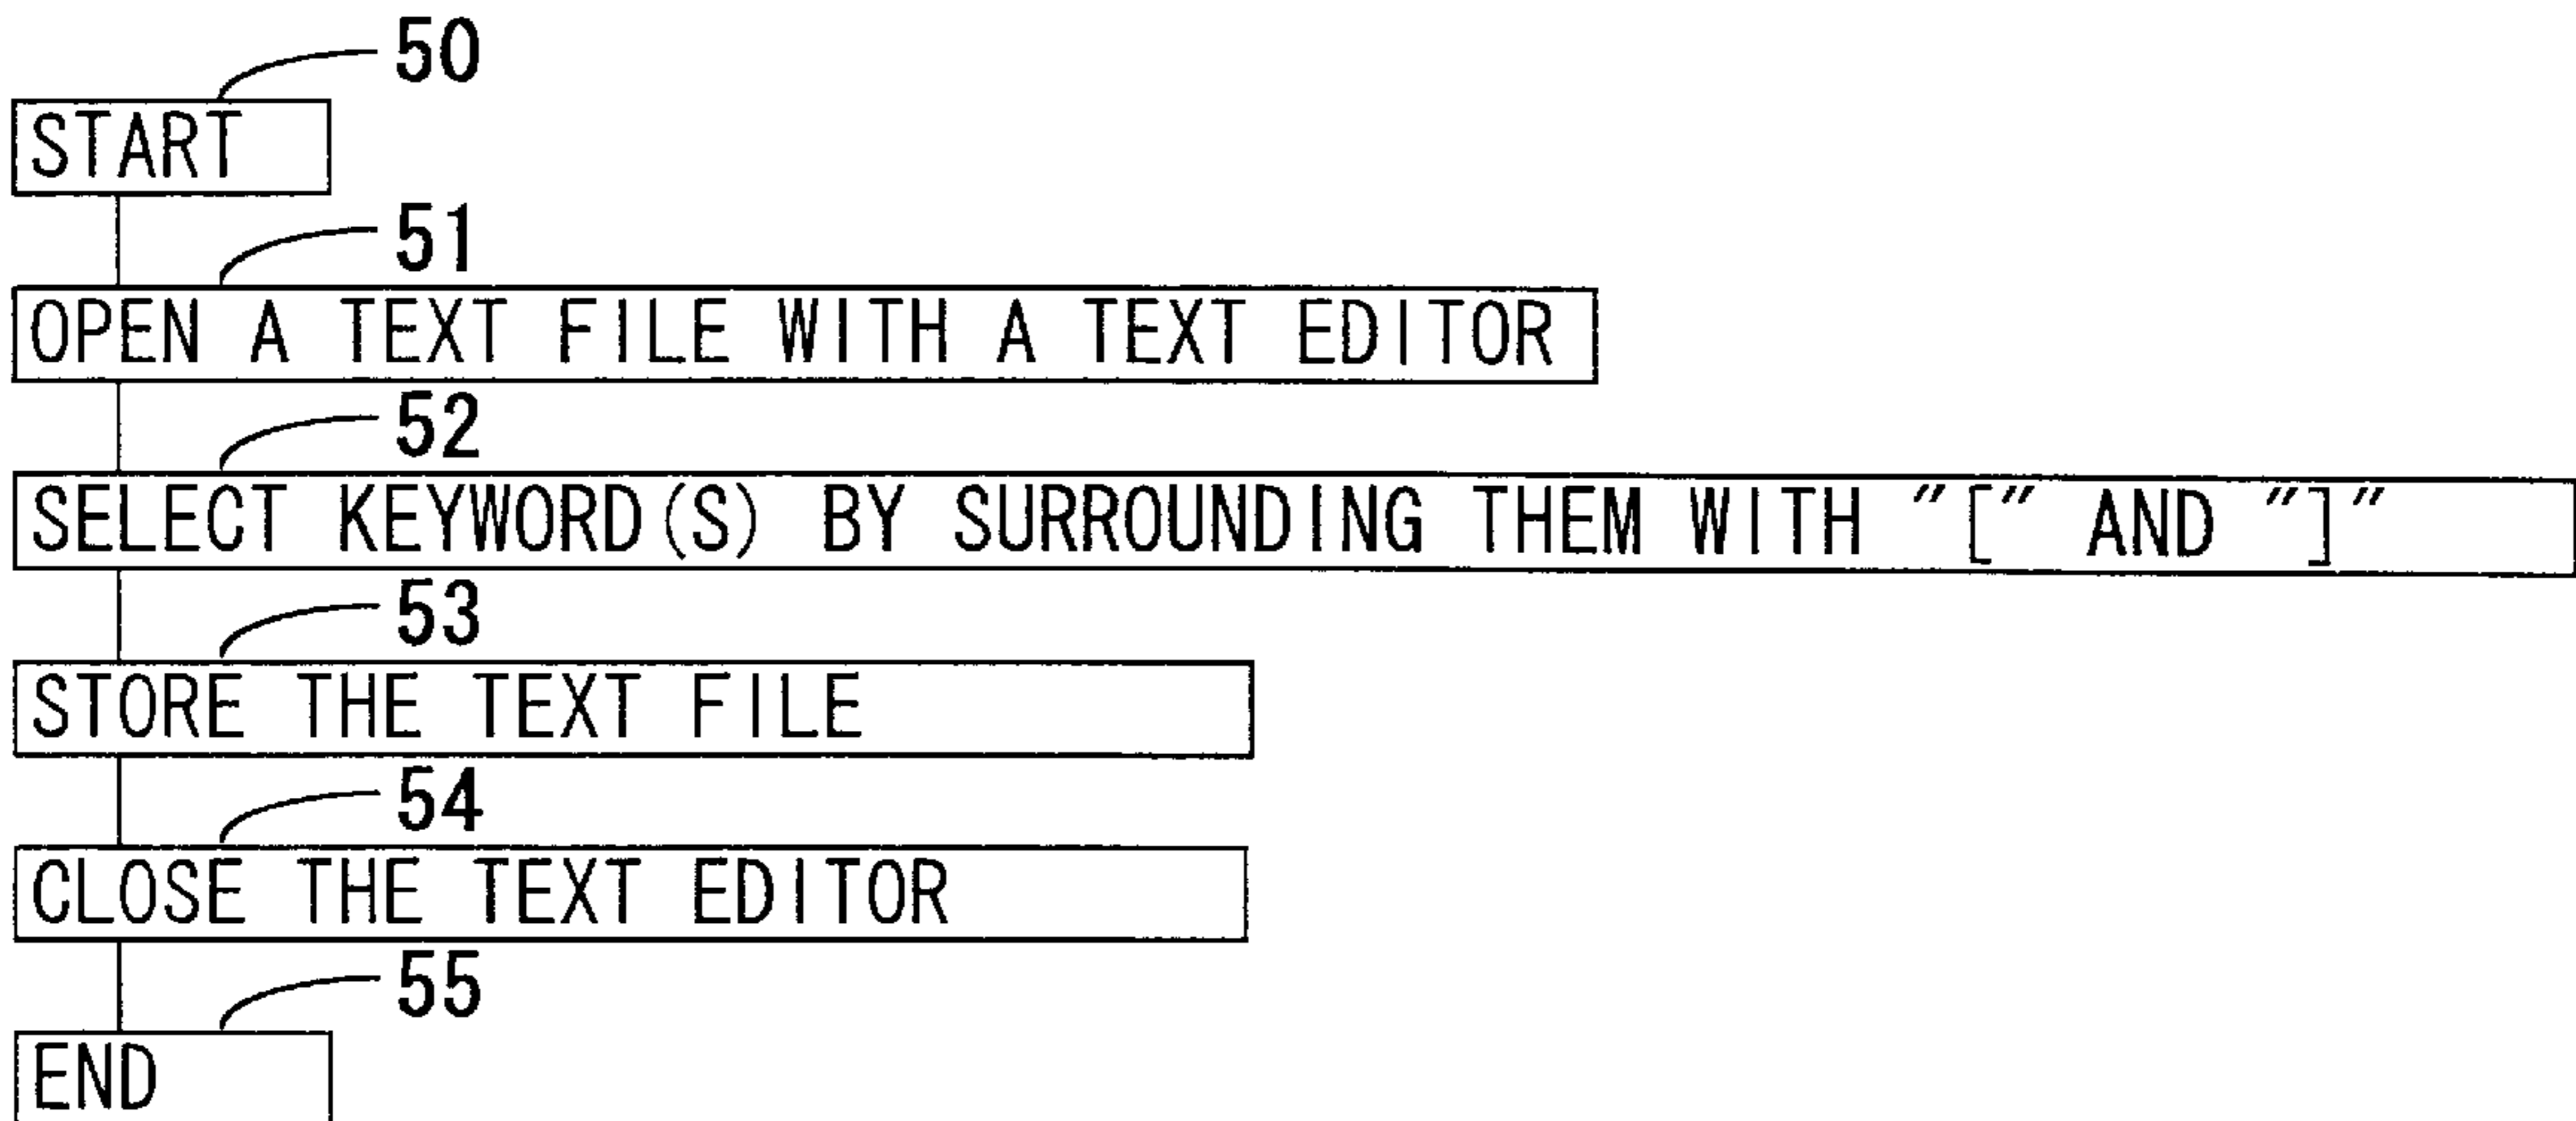 50
START
51
OPEN A TEXT FILE WITH A TEXT EDITOR
52
SELECT KEYWORD(S) BY SURROUNDING THEM WITH "[" AND "]"
53
STORE THE TEXT FILE
54
CLOSE THE TEXT EDITOR
55
END